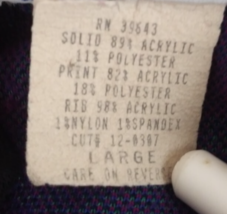 RN 39643
SOLID 89% ACRYLIC
11% POLYESTER
PRINT 82% ACRYLIC
18% POLYESTER
RIB 98% ACRYLIC
1%NYLON 1%SPANDEX
CUT# 12-0307
LARGE
CARE ON REVERSE